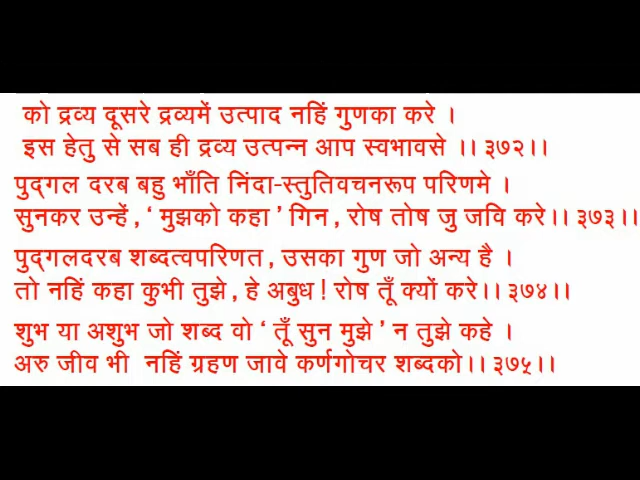 को द्रव्य दूसरे द्रव्यमें उत्पाद नहिं गुणका करे ।
इस हेतु से सब ही द्रव्य उत्पन्न आप स्वभावसे ।। ३७२।।
पुद्गल दरब बहु भाँति निंदा-स्तुतिवचनरूप परिणमे ।
सुनकर उन्हें , ‘ मुझको कहा ’ गिन , रोष तोष जु जवि करे।। ३७३।।
पुद्गलदरब शब्दत्वपरिणत , उसका गुण जो अन्य है ।
तो नहिं कहा कुभी तुझे , हे अबुध ! रोष तूँ क्यों करे।। ३७४।।
शुभ या अशुभ जो शब्द वो ‘ तूँ सुन मुझे ’ न तुझे कहे ।
अरु जीव भी नहिं ग्रहण जावे कर्णगोचर शब्दको।। ३७५।।